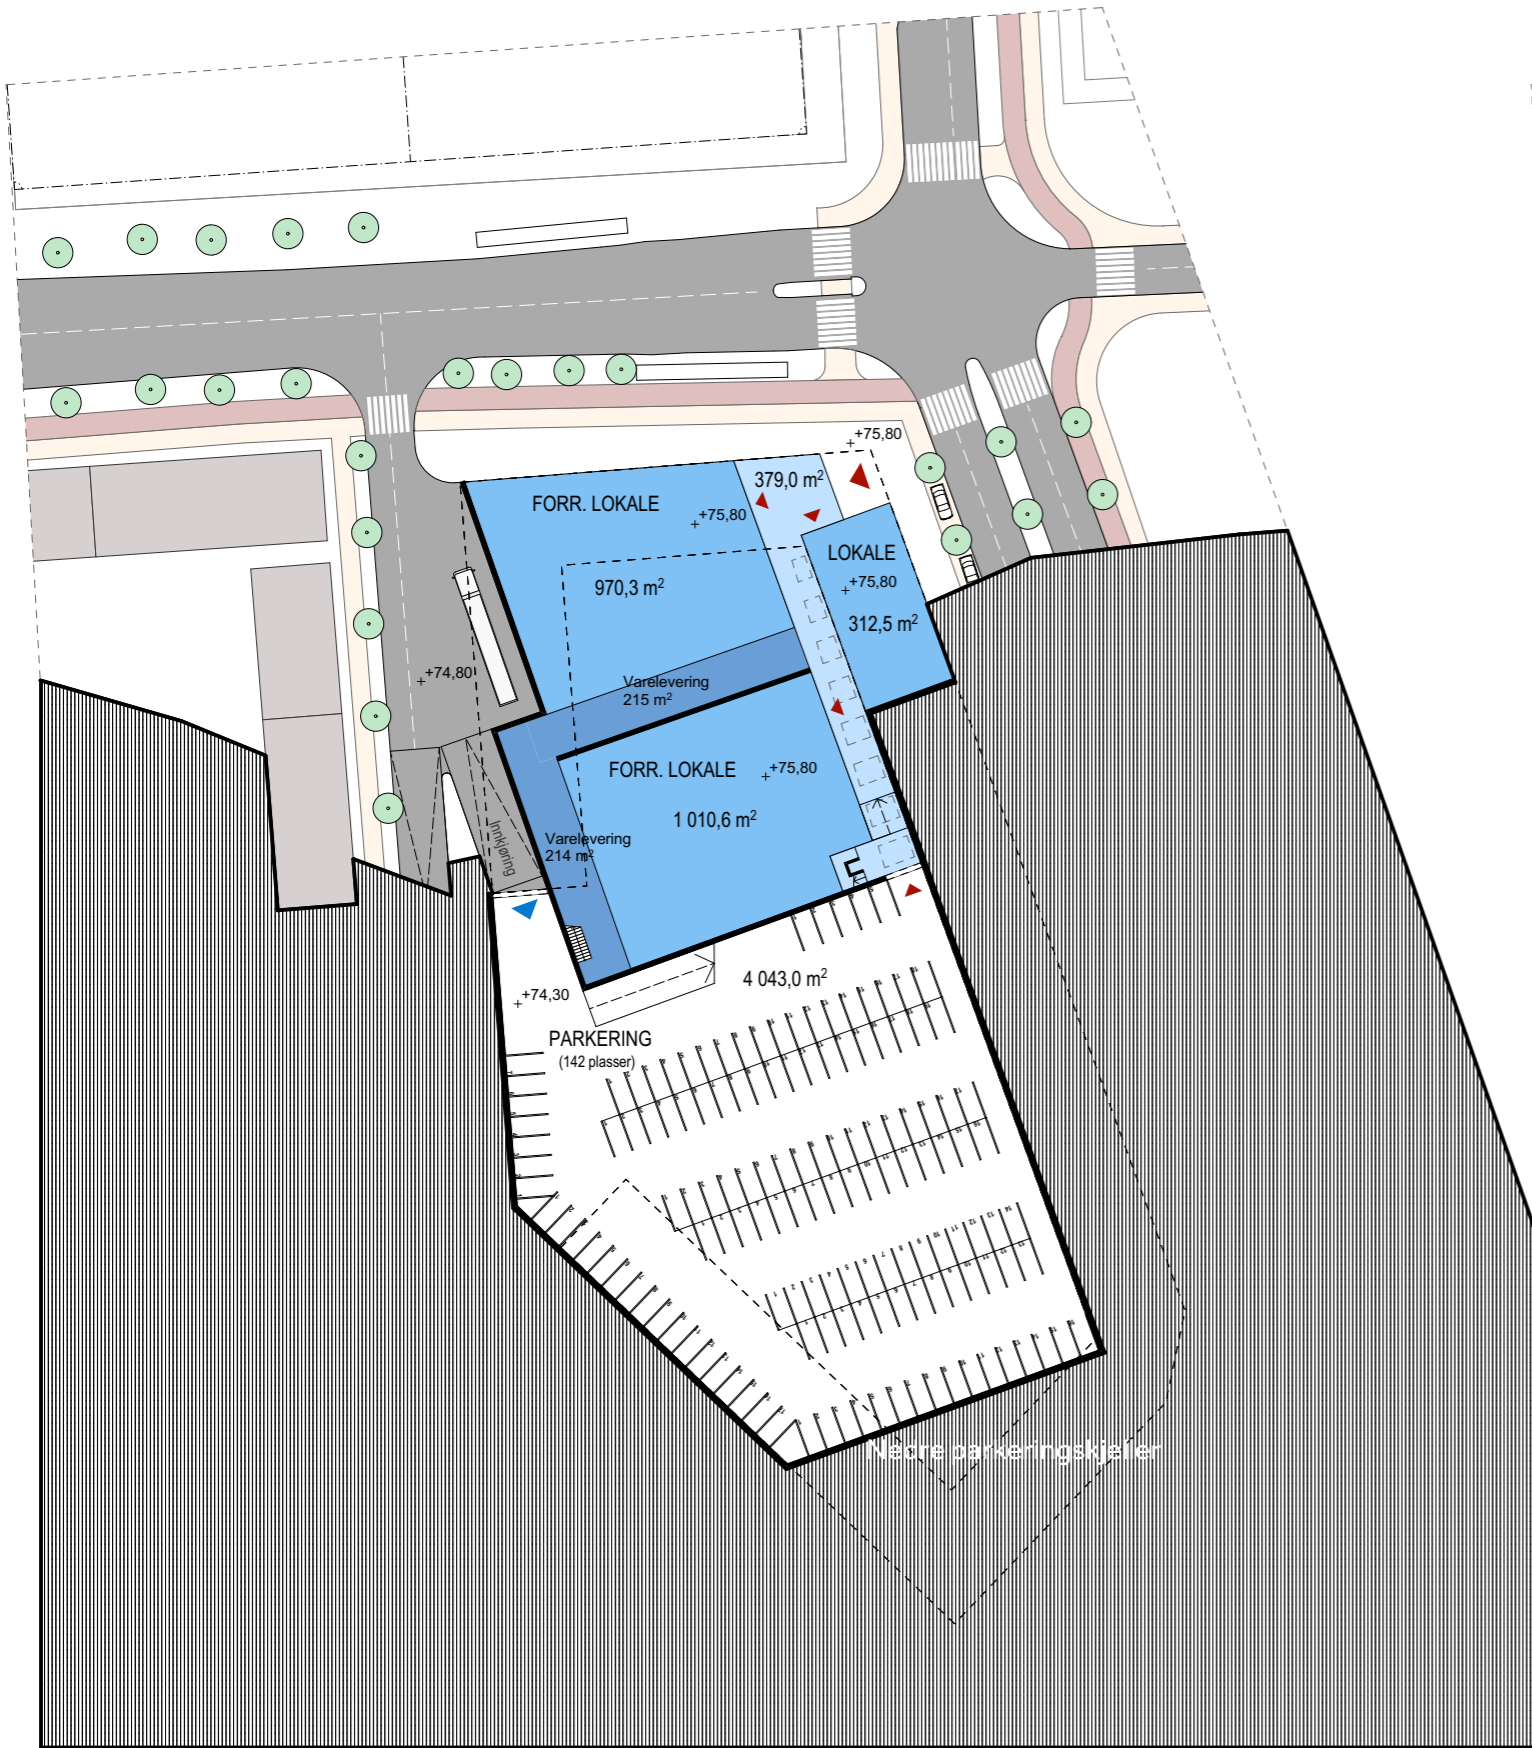 +75,80
379,0 m²
FORR. LOKALE
+75,80
LOKALE
+75,80
970,3 m²
312,5 m²
+74,80
Varelevering
215 m²
FORR. LOKALE
+75,80
1 010,6 m²
Innkjøring
Varelevering
214 m²
4 043,0 m²
+74,30
PARKERING
(142 plasser)
Nedre parkeringskjeller